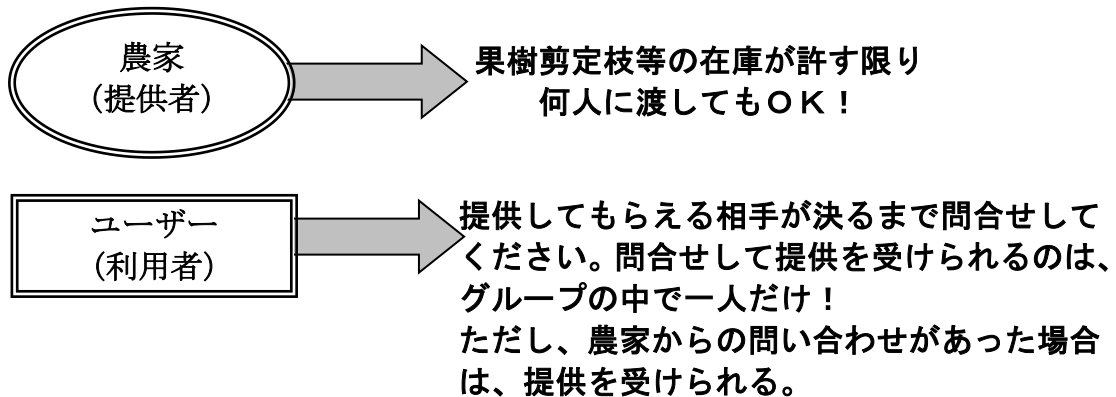 農家
（提供者）
果樹剪定枝等の在庫が許す限り
何人に渡してもＯＫ！
ユーザー
（利用者）
提供してもらえる相手が決るまで問合せして
ください。問合せして提供を受けられるのは、
グループの中で一人だけ！
ただし、農家からの問い合わせがあった場合
は、提供を受けられる。